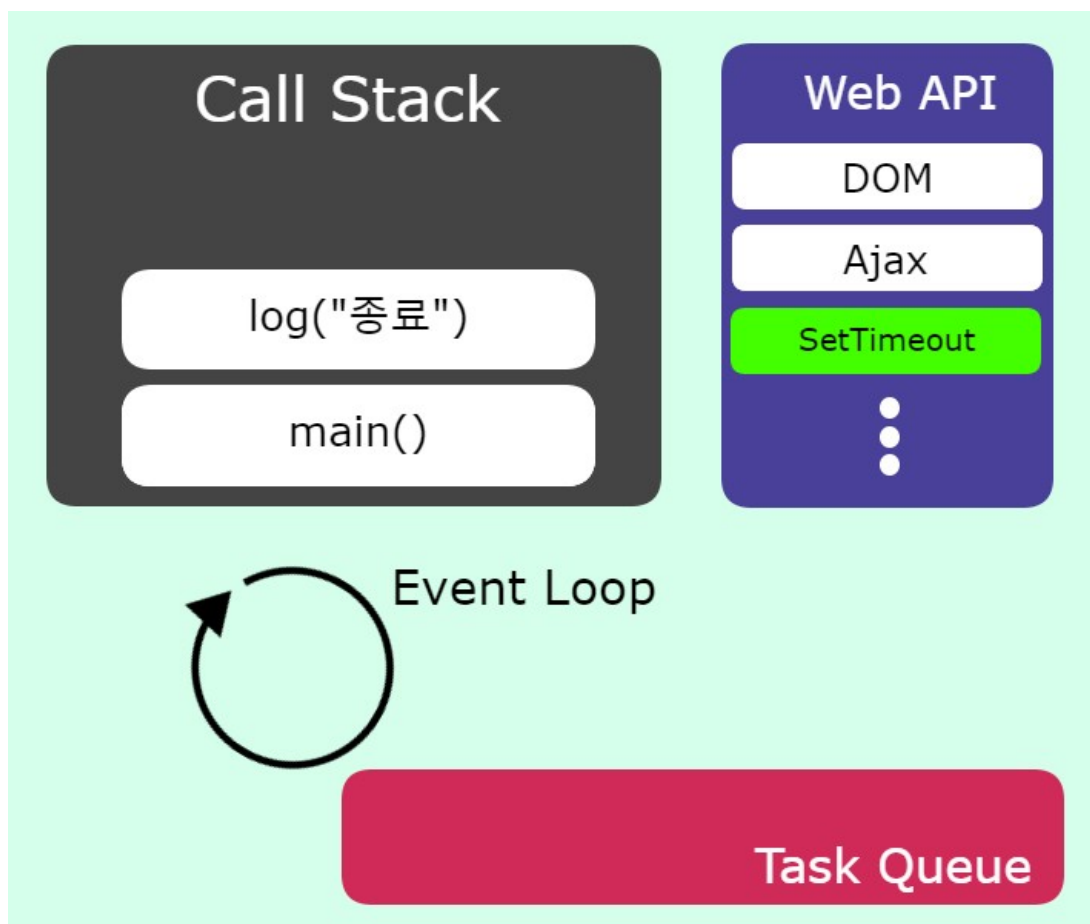 Call Stack
log("종료")
main()
Web API
DOM
Ajax
SetTimeout
Event Loop
Task Queue